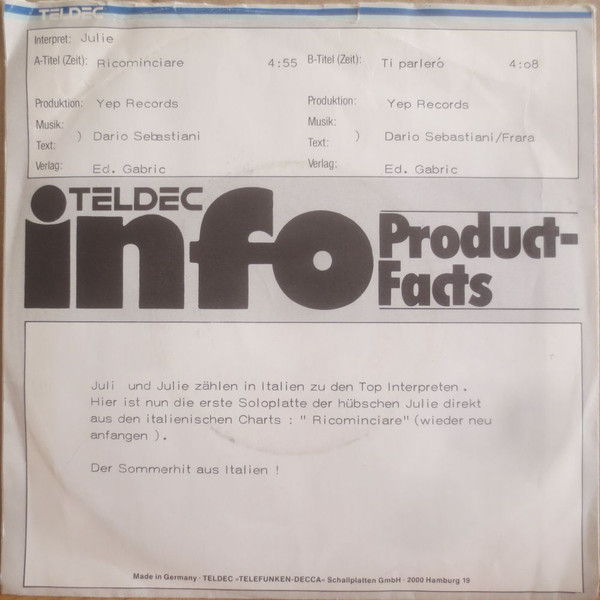 TELDEC
Interpret: Julie
A-Titel (Zeit): Ricominciare 4:55 B-Titel (Zeit): Ti parleró 4:o8
Produktion: Yep Records Produktion: Yep Records
Musik: Musik:
Text: ) Dario Sebastiani Text: ) Dario Sebastiani/Frara
Verlag: Ed. Gabric Verlag: Ed. Gabric
TELDEC
info
Product-
Facts
Juli und Julie zählen in Italien zu den Top Interpreten .
Hier ist nun die erste Soloplatte der hübschen Julie direkt
aus den italienischen Charts : " Ricominciare" (wieder neu
anfangen ).
Der Sommerhit aus Italien !
Made in Germany · TELDEC »TELEFUNKEN-DECCA« Schallplatten GmbH · 2000 Hamburg 19